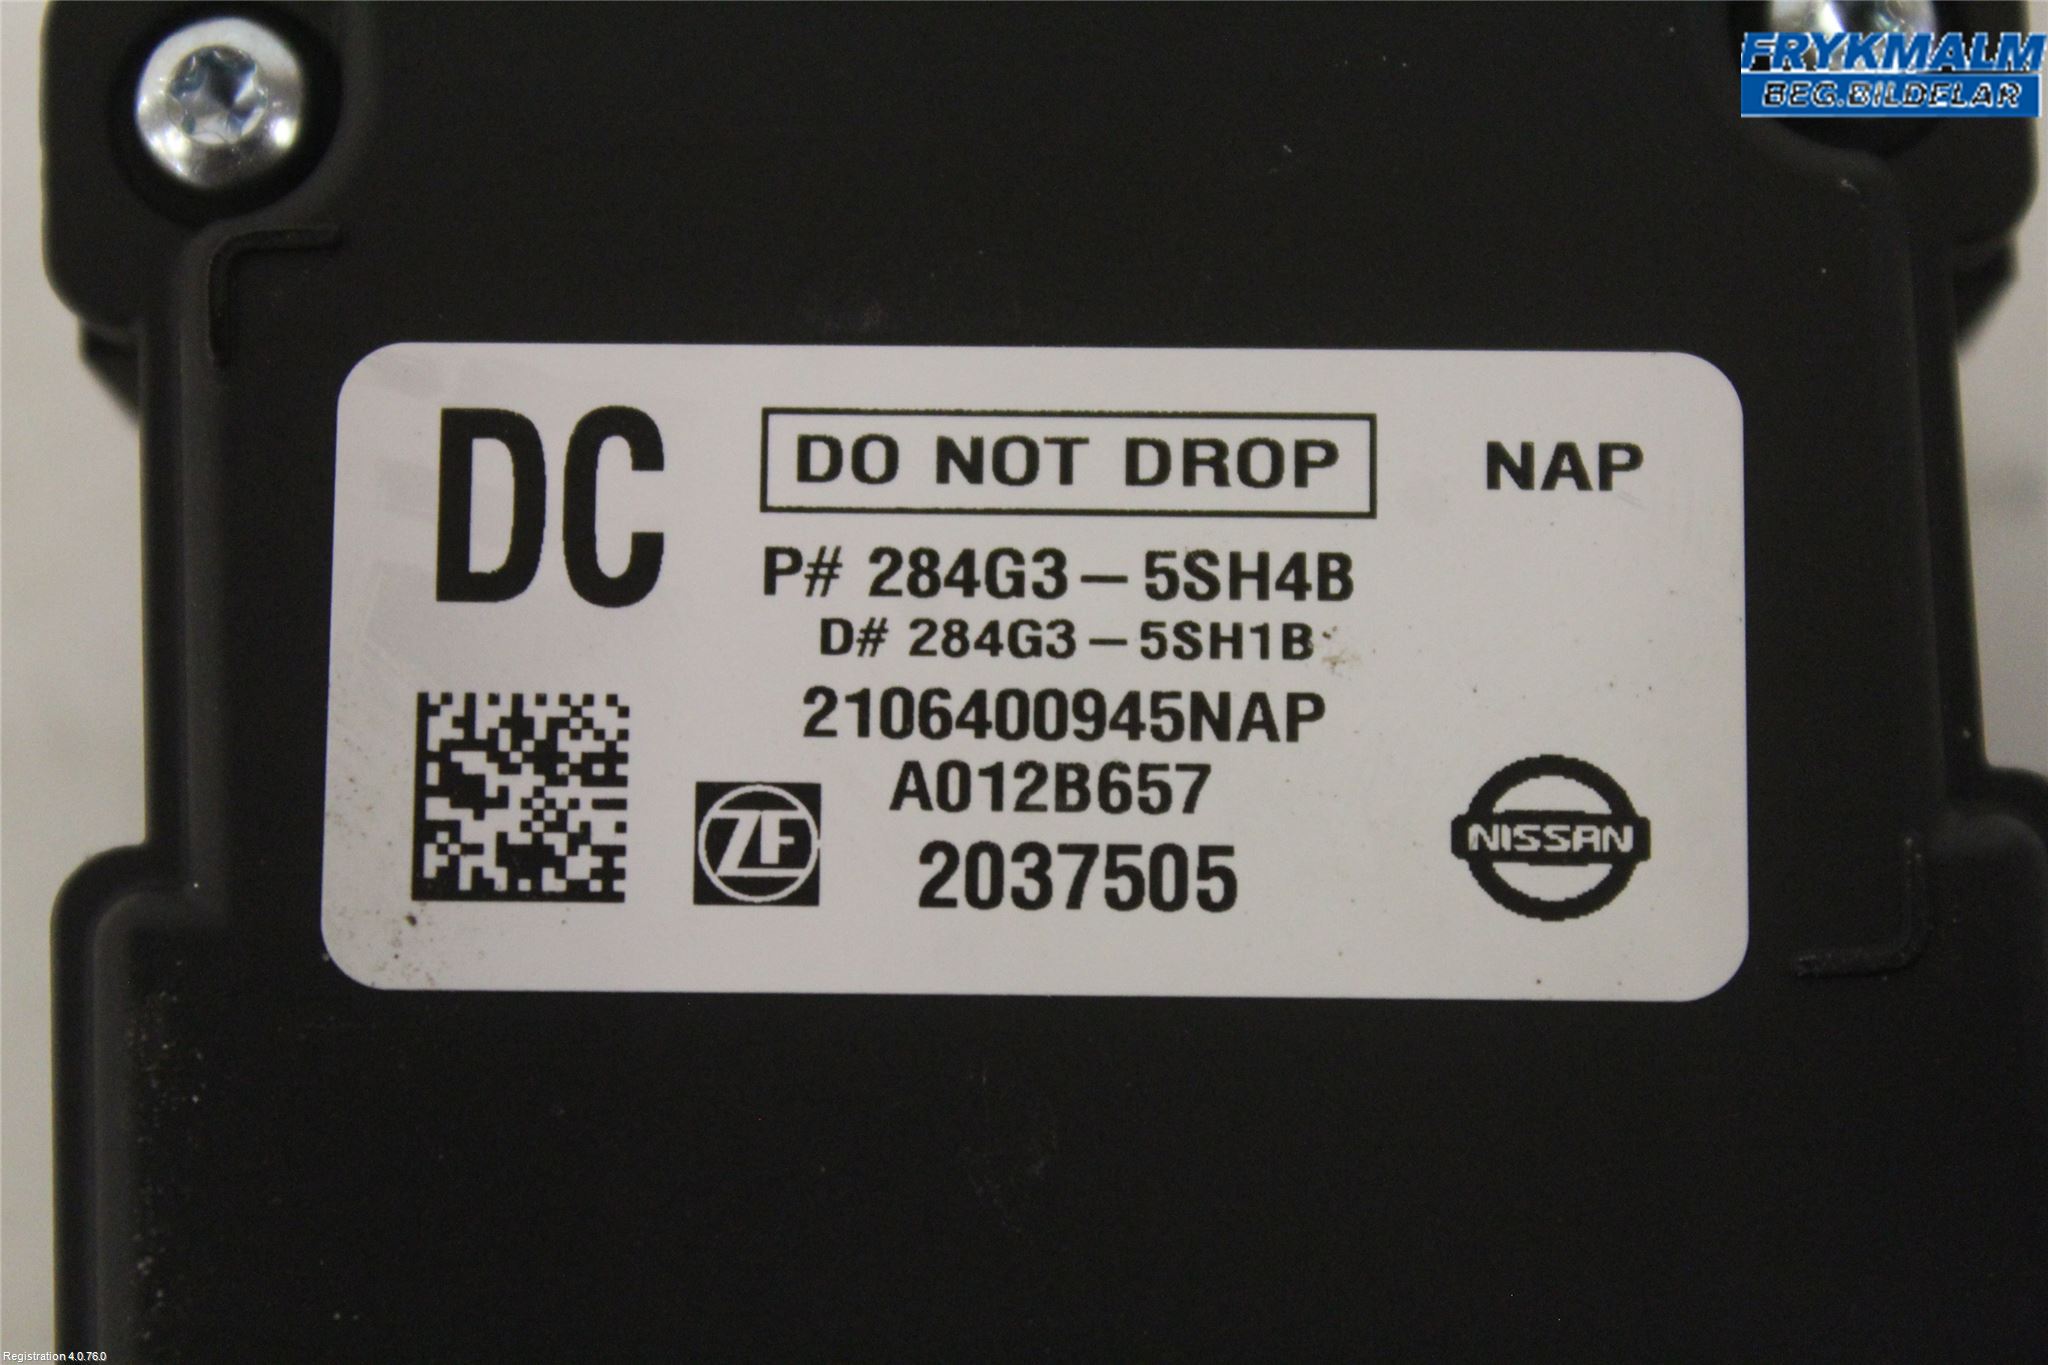 FRYKMALM
BEG.BILDELAR
DC
DO NOT DROP
NAP
P# 284G3-5SH4B
D# 284G3-5SH1B
2106400945NAP
A012B657
ZF
2037505
NISSAN
Registration 4.0.76.0